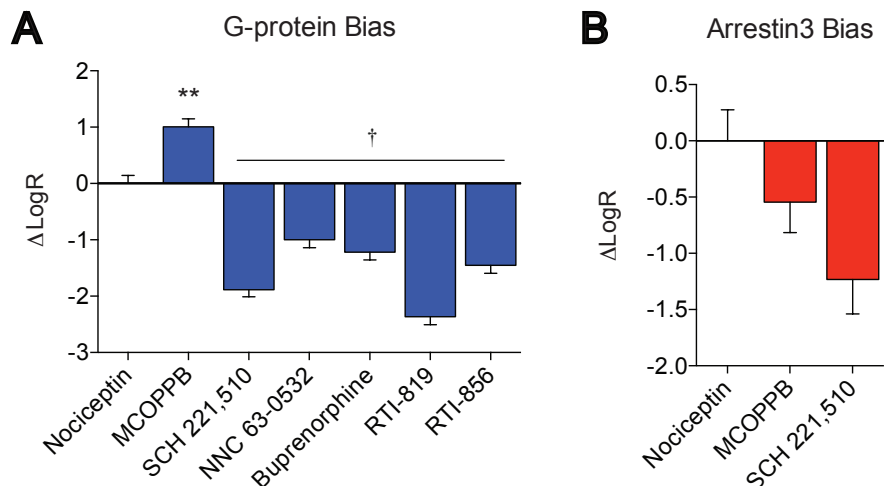 A
G-protein Bias
2
1
0
-1
-2
-3
ΔLogR
**
†
Nociceptin
MCOPPB
SCH 221,510
NNC 63-0532
Buprenorphine
RTI-819
RTI-856
B
Arrestin3 Bias
0.5
0.0
-0.5
-1.0
-1.5
-2.0
ΔLogR
Nociceptin
MCOPPB
SCH 221,510